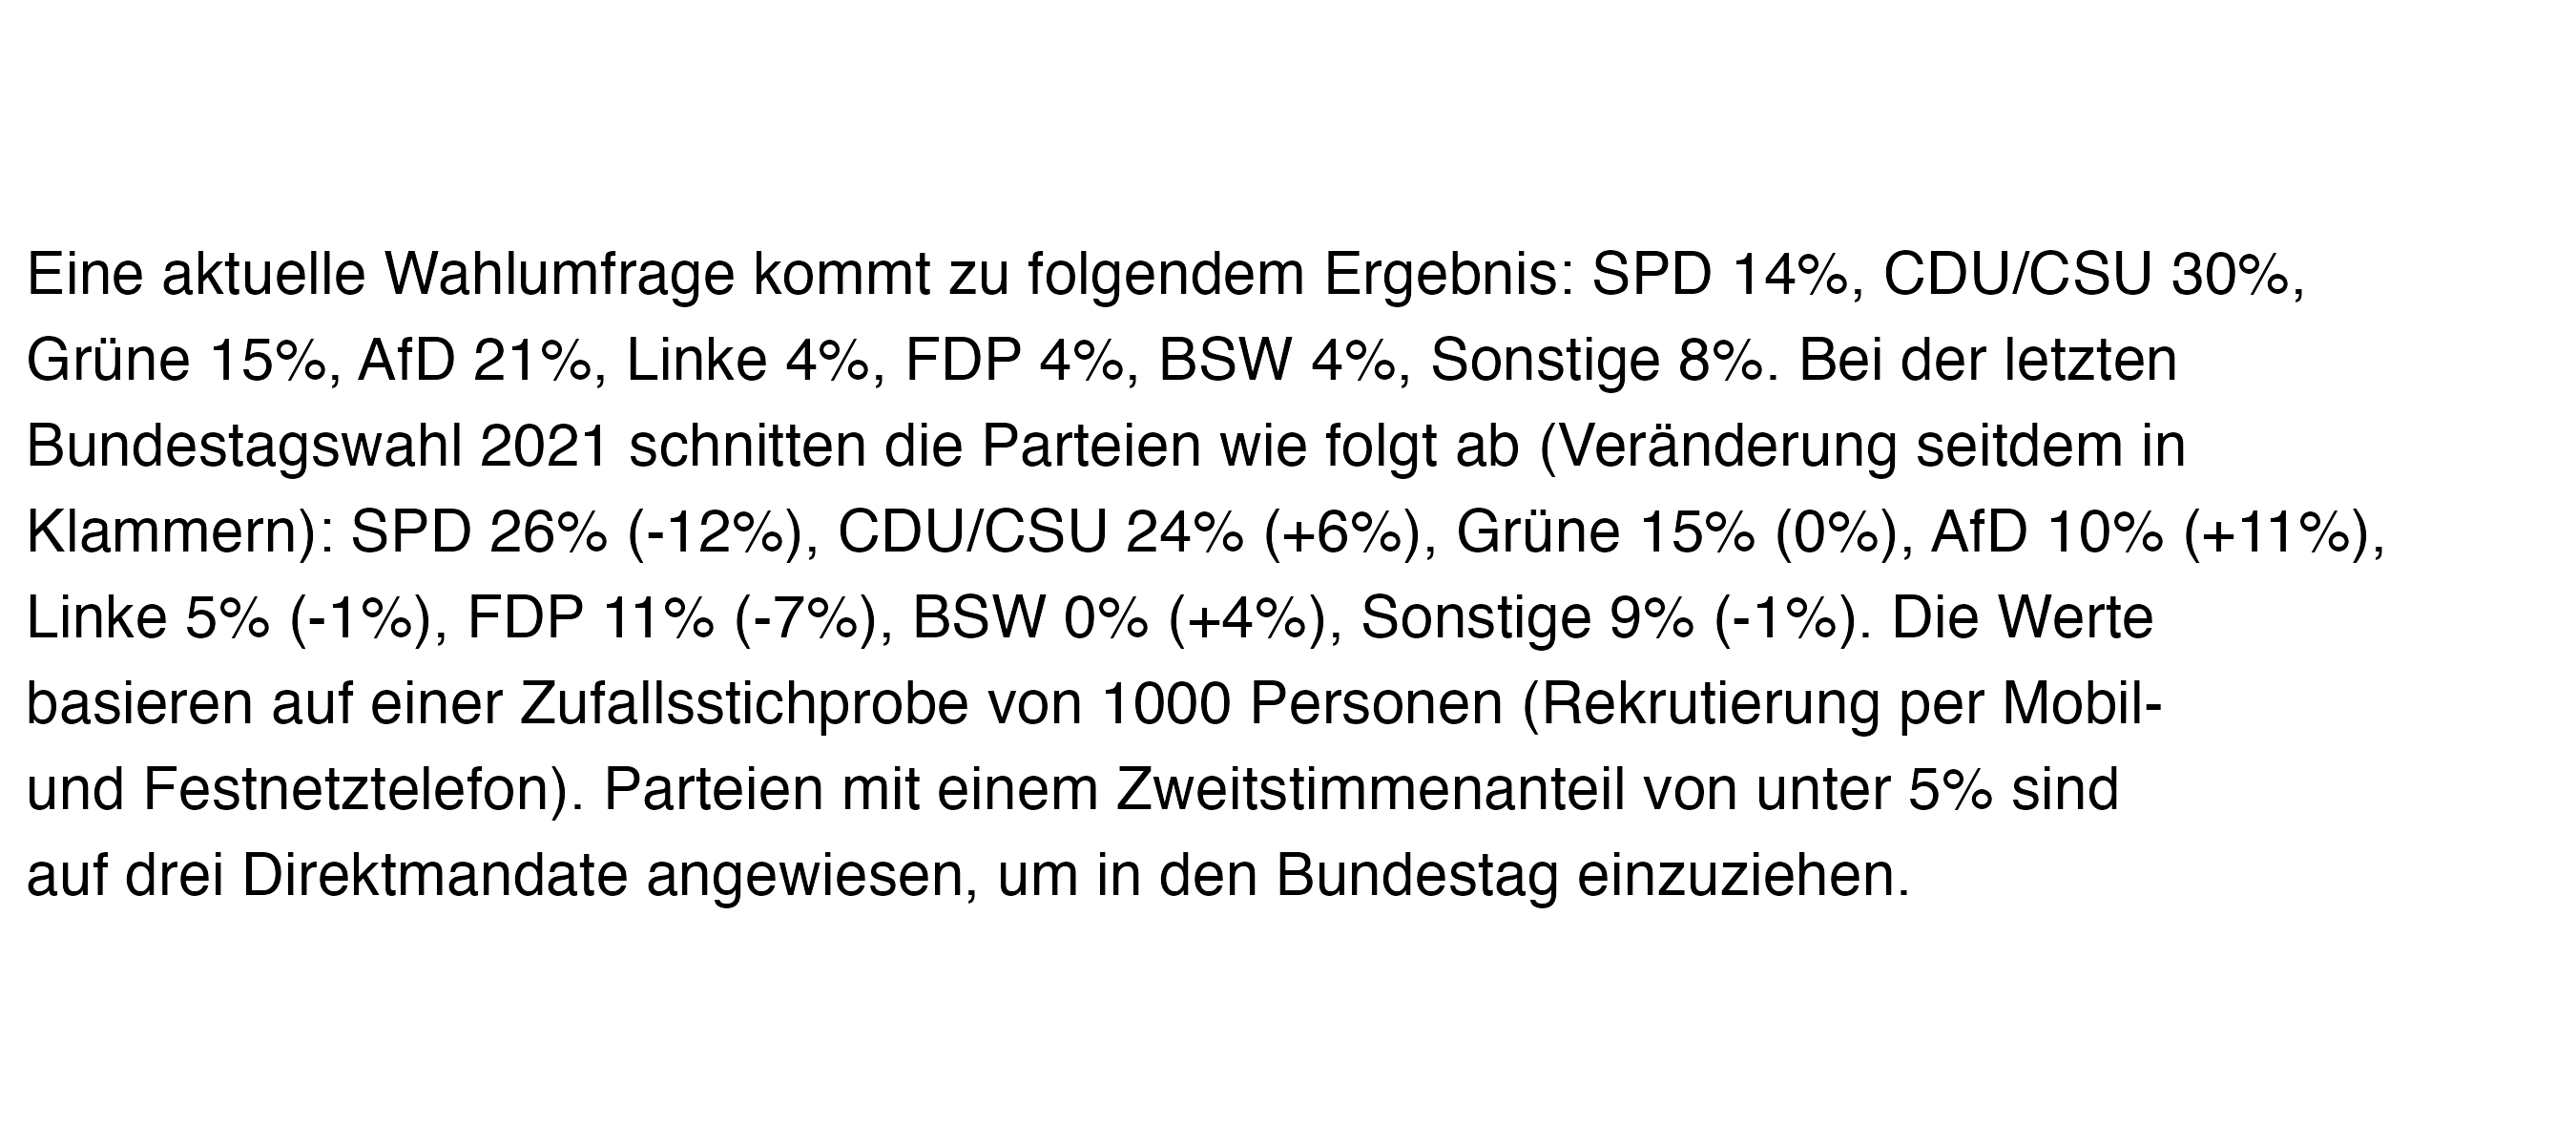 Eine aktuelle Wahlumfrage kommt zu folgendem Ergebnis: SPD 14%, CDU/CSU 30%,
Grüne 15%, AfD 21%, Linke 4%, FDP 4%, BSW 4%, Sonstige 8%. Bei der letzten
Bundestagswahl 2021 schnitten die Parteien wie folgt ab (Veränderung seitdem in
Klammern): SPD 26% (-12%), CDU/CSU 24% (+6%), Grüne 15% (0%), AfD 10% (+11%),
Linke 5% (-1%), FDP 11% (-7%), BSW 0% (+4%), Sonstige 9% (-1%). Die Werte
basieren auf einer Zufallsstichprobe von 1000 Personen (Rekrutierung per Mobil-
und Festnetztelefon). Parteien mit einem Zweitstimmenanteil von unter 5% sind
auf drei Direktmandate angewiesen, um in den Bundestag einzuziehen.